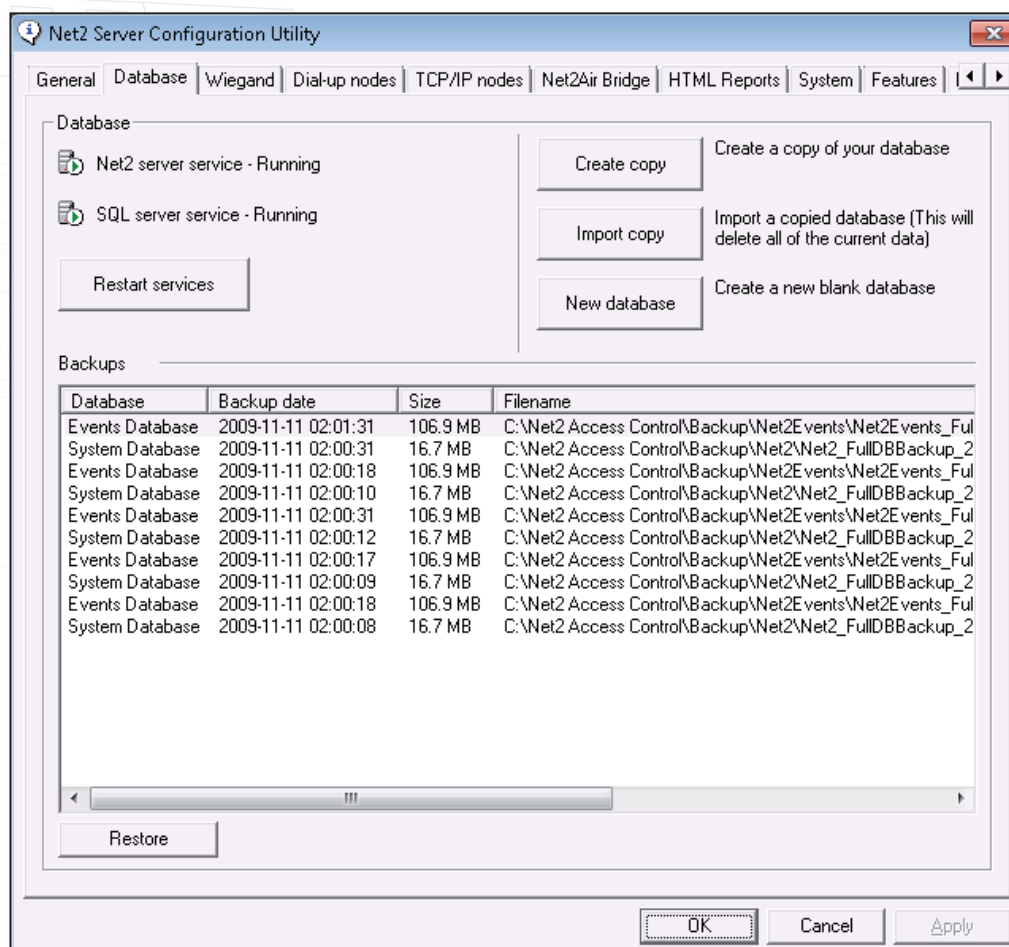 Net2 Server Configuration Utility
General Database Wiegand Dial-up nodes TCP/IP nodes Net2Air Bridge HTML Reports System Features
Database
Net2 server service - Running
SQL server service - Running
Restart services
Create copy
Create a copy of your database
Import copy
Import a copied database (This will
delete all of the current data)
New database
Create a new blank database
Backups
Database Backup date Size Filename
Events Database 2009-11-11 02:01:31 106.9 MB C:\Net2 Access Control\Backup\Net2Events\Net2Events_Ful
System Database 2009-11-11 02:00:31 16.7 MB C:\Net2 Access Control\Backup\Net2\Net2_FullDBBackup_2
Events Database 2009-11-11 02:00:18 106.9 MB C:\Net2 Access Control\Backup\Net2Events\Net2Events_Ful
System Database 2009-11-11 02:00:10 16.7 MB C:\Net2 Access Control\Backup\Net2\Net2_FullDBBackup_2
Events Database 2009-11-11 02:00:31 106.9 MB C:\Net2 Access Control\Backup\Net2Events\Net2Events_Ful
System Database 2009-11-11 02:00:12 16.7 MB C:\Net2 Access Control\Backup\Net2\Net2_FullDBBackup_2
Events Database 2009-11-11 02:00:17 106.9 MB C:\Net2 Access Control\Backup\Net2Events\Net2Events_Ful
System Database 2009-11-11 02:00:09 16.7 MB C:\Net2 Access Control\Backup\Net2\Net2_FullDBBackup_2
Events Database 2009-11-11 02:00:18 106.9 MB C:\Net2 Access Control\Backup\Net2Events\Net2Events_Ful
System Database 2009-11-11 02:00:08 16.7 MB C:\Net2 Access Control\Backup\Net2\Net2_FullDBBackup_2
Restore
OK Cancel Apply